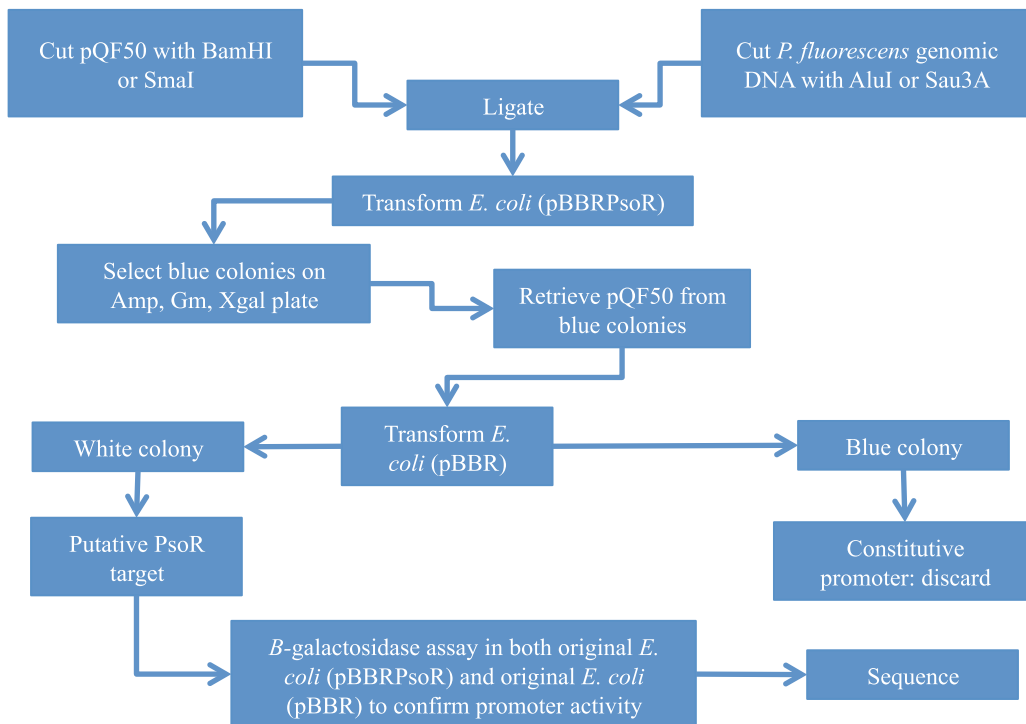 Cut pQF50 with BamHI
or SmaI
Cut P. fluorescens genomic
DNA with AluI or Sau3A
Ligate
Transform E. coli (pBBRPsoR)
Select blue colonies on
Amp, Gm, Xgal plate
Retrieve pQF50 from
blue colonies
Transform E.
coli (pBBR)
White colony
Blue colony
Putative PsoR
target
Constitutive
promoter: discard
B-galactosidase assay in both original E.
coli (pBBRPsoR) and original E. coli
(pBBR) to confirm promoter activity
Sequence